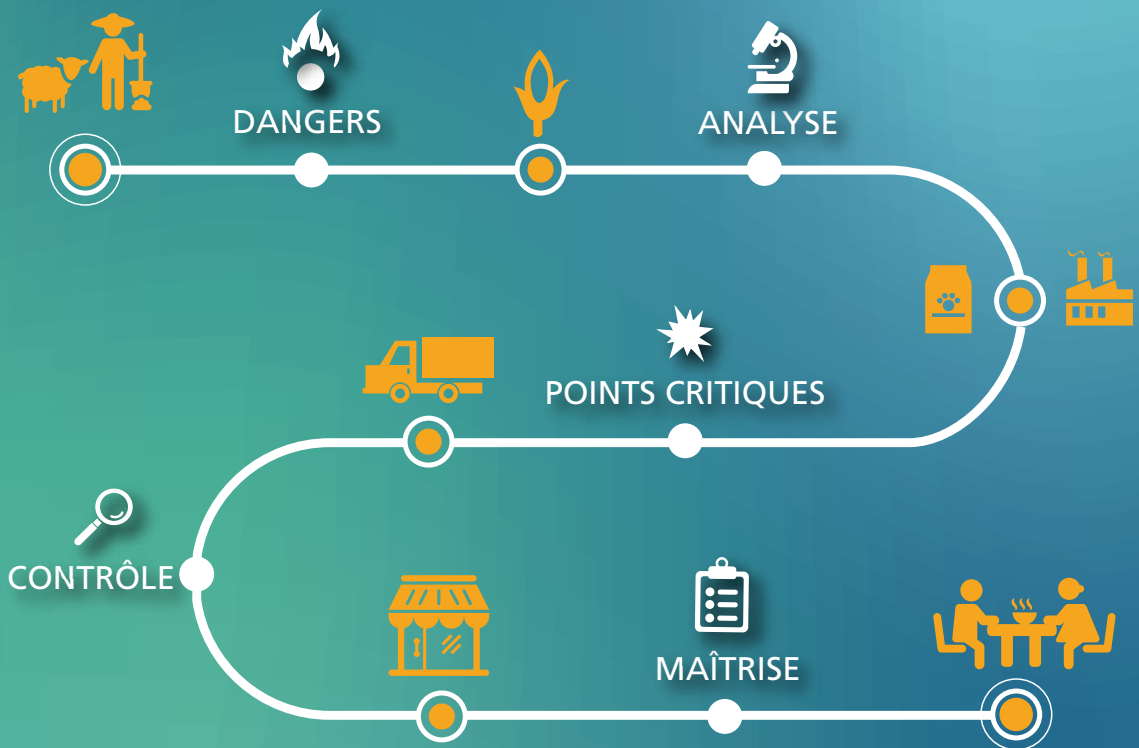 DANGERS
ANALYSE
POINTS CRITIQUES
CONTRÔLE
MAÎTRISE